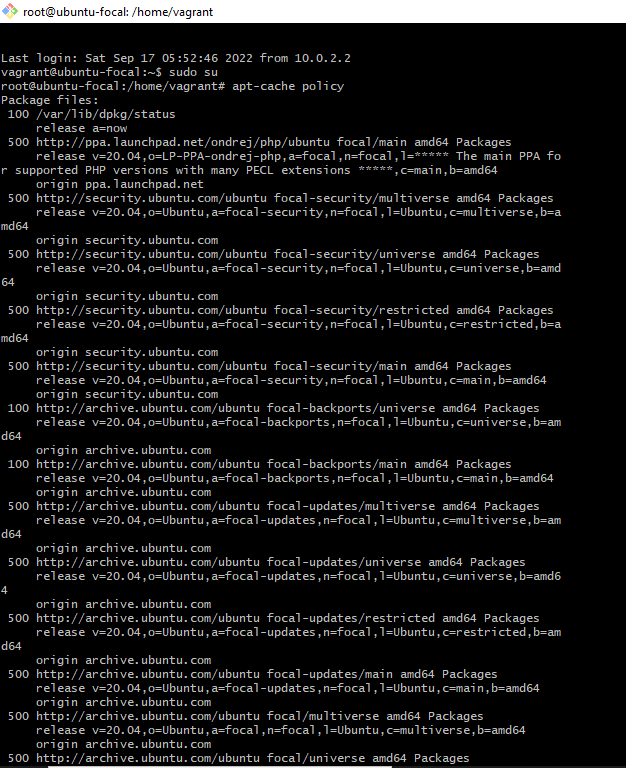 root@ubuntu-focal: /home/vagrant
Last login: Sat Sep 17 05:52:46 2022 from 10.0.2.2
vagrant@ubuntu-focal:~$ sudo su
root@ubuntu-focal:/home/vagrant# apt-cache policy
Package files:
 100 /var/lib/dpkg/status
     release a=now
 500 http://ppa.launchpad.net/ondrej/php/ubuntu focal/main amd64 Packages
     release v=20.04,o=LP-PPA-ondrej-php,a=focal,n=focal,l=***** The main PPA fo
r supported PHP versions with many PECL extensions *****,c=main,b=amd64
     origin ppa.launchpad.net
 500 http://security.ubuntu.com/ubuntu focal-security/multiverse amd64 Packages
     release v=20.04,o=Ubuntu,a=focal-security,n=focal,l=Ubuntu,c=multiverse,b=a
md64
     origin security.ubuntu.com
 500 http://security.ubuntu.com/ubuntu focal-security/universe amd64 Packages
     release v=20.04,o=Ubuntu,a=focal-security,n=focal,l=Ubuntu,c=universe,b=amd
64
     origin security.ubuntu.com
 500 http://security.ubuntu.com/ubuntu focal-security/restricted amd64 Packages
     release v=20.04,o=Ubuntu,a=focal-security,n=focal,l=Ubuntu,c=restricted,b=a
md64
     origin security.ubuntu.com
 500 http://security.ubuntu.com/ubuntu focal-security/main amd64 Packages
     release v=20.04,o=Ubuntu,a=focal-security,n=focal,l=Ubuntu,c=main,b=amd64
     origin security.ubuntu.com
 100 http://archive.ubuntu.com/ubuntu focal-backports/universe amd64 Packages
     release v=20.04,o=Ubuntu,a=focal-backports,n=focal,l=Ubuntu,c=universe,b=am
d64
     origin archive.ubuntu.com
 100 http://archive.ubuntu.com/ubuntu focal-backports/main amd64 Packages
     release v=20.04,o=Ubuntu,a=focal-backports,n=focal,l=Ubuntu,c=main,b=amd64
     origin archive.ubuntu.com
 500 http://archive.ubuntu.com/ubuntu focal-updates/multiverse amd64 Packages
     release v=20.04,o=Ubuntu,a=focal-updates,n=focal,l=Ubuntu,c=multiverse,b=am
d64
     origin archive.ubuntu.com
 500 http://archive.ubuntu.com/ubuntu focal-updates/universe amd64 Packages
     release v=20.04,o=Ubuntu,a=focal-updates,n=focal,l=Ubuntu,c=universe,b=amd6
4
     origin archive.ubuntu.com
 500 http://archive.ubuntu.com/ubuntu focal-updates/restricted amd64 Packages
     release v=20.04,o=Ubuntu,a=focal-updates,n=focal,l=Ubuntu,c=restricted,b=am
d64
     origin archive.ubuntu.com
 500 http://archive.ubuntu.com/ubuntu focal-updates/main amd64 Packages
     release v=20.04,o=Ubuntu,a=focal-updates,n=focal,l=Ubuntu,c=main,b=amd64
     origin archive.ubuntu.com
 500 http://archive.ubuntu.com/ubuntu focal/multiverse amd64 Packages
     release v=20.04,o=Ubuntu,a=focal,n=focal,l=Ubuntu,c=multiverse,b=amd64
     origin archive.ubuntu.com
 500 http://archive.ubuntu.com/ubuntu focal/universe amd64 Packages